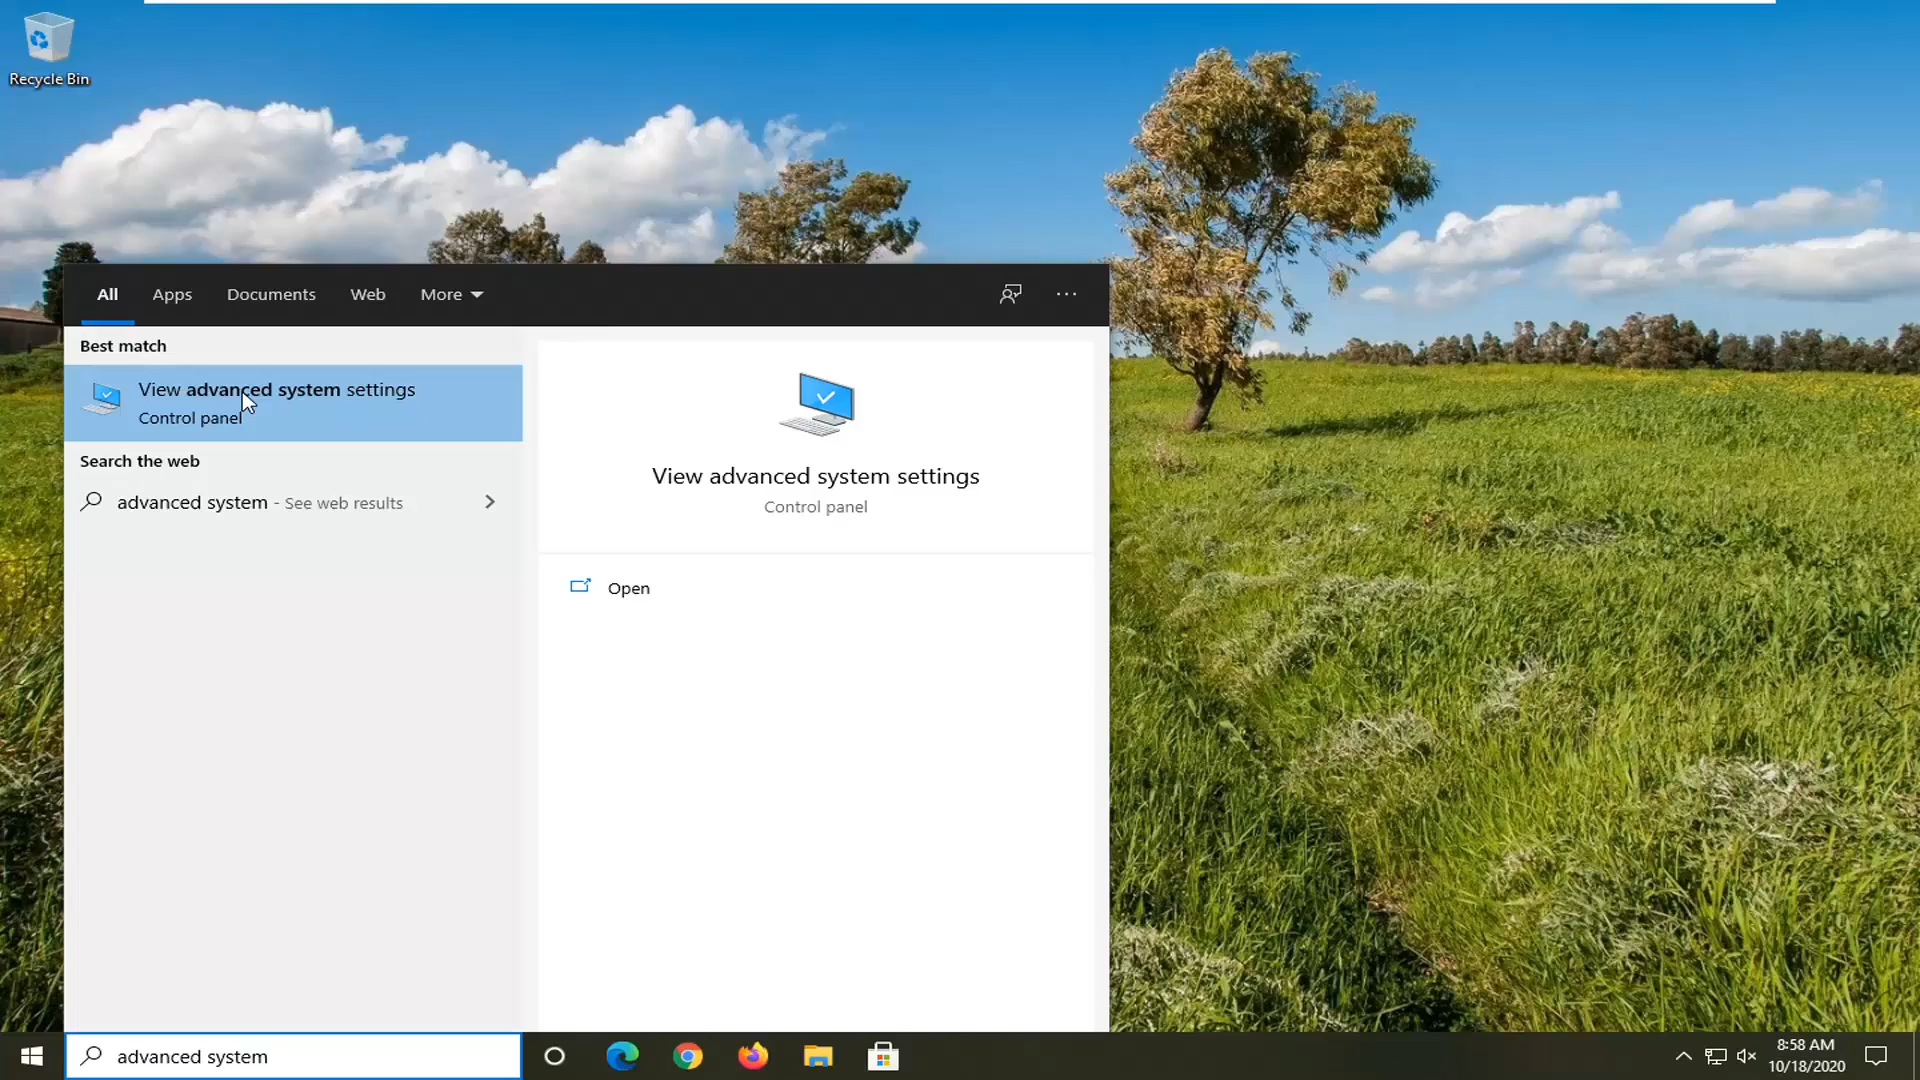 Recycle Bin
All Apps Documents Web More
Best match
View advanced system settings
Control panel
Search the web
advanced system - See web results
View advanced system settings
Control panel
Open
advanced system
8:58 AM
10/18/2020